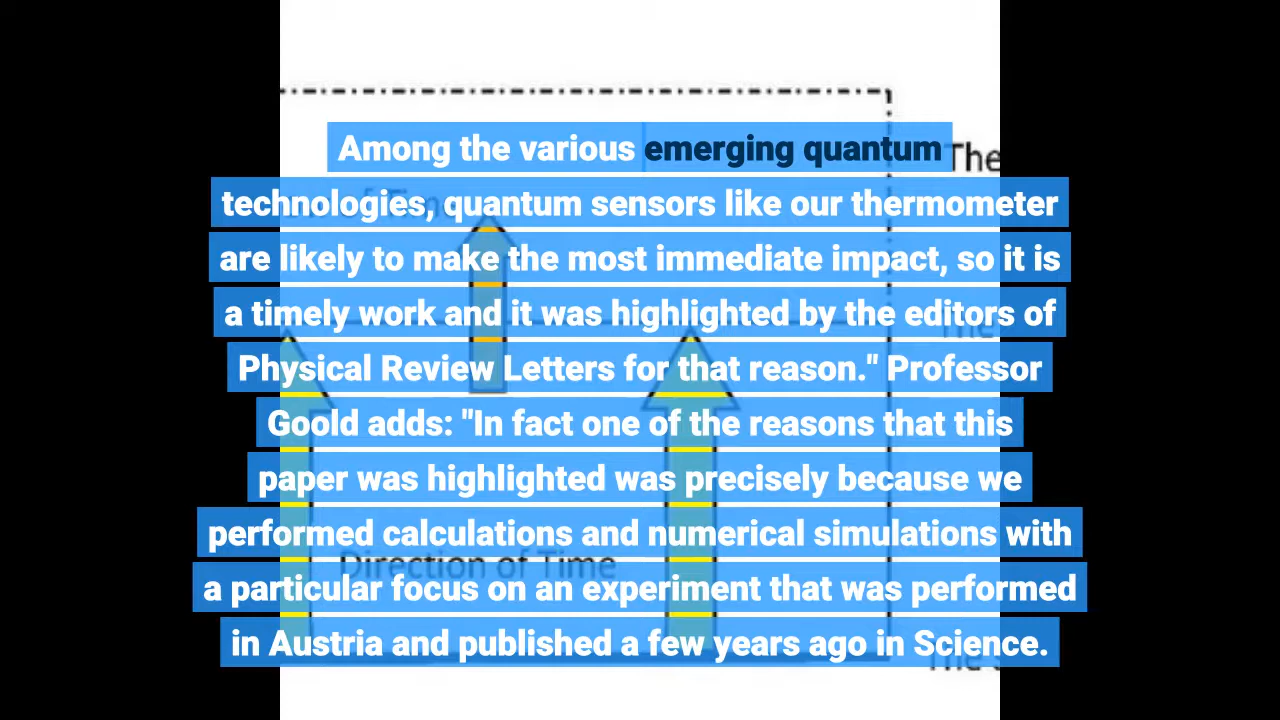 Among the various emerging quantum
technologies, quantum sensors like our thermometer
are likely to make the most immediate impact, so it is
a timely work and it was highlighted by the editors of
Physical Review Letters for that reason." Professor
Goold adds: "In fact one of the reasons that this
paper was highlighted was precisely because we
performed calculations and numerical simulations with
a particular focus on an experiment that was performed
in Austria and published a few years ago in Science.
The
Direction of Time